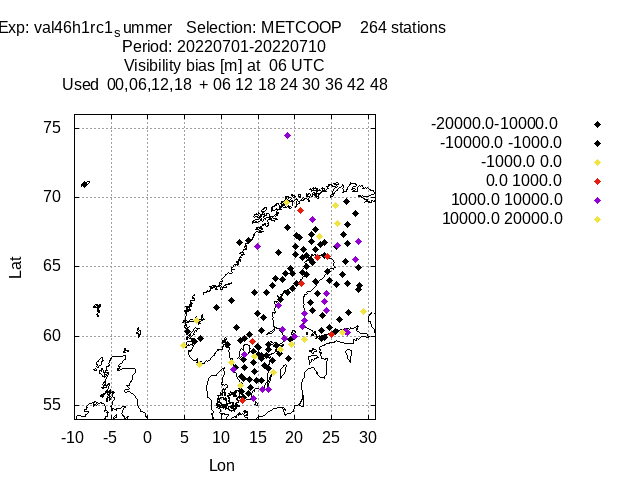 Exp: val46h1rc1summer   Selection: METCOOP    264 stations
Period: 20220701-20220710
Visibility bias [m] at  06 UTC
Used  00,06,12,18  + 06 12 18 24 30 36 42 48
-20000.0-10000.0
-10000.0 -1000.0
-1000.0 0.0
0.0 1000.0
1000.0 10000.0
10000.0 20000.0
75
70
65
60
55
Lat
-10 -5 0 5 10 15 20 25 30
Lon